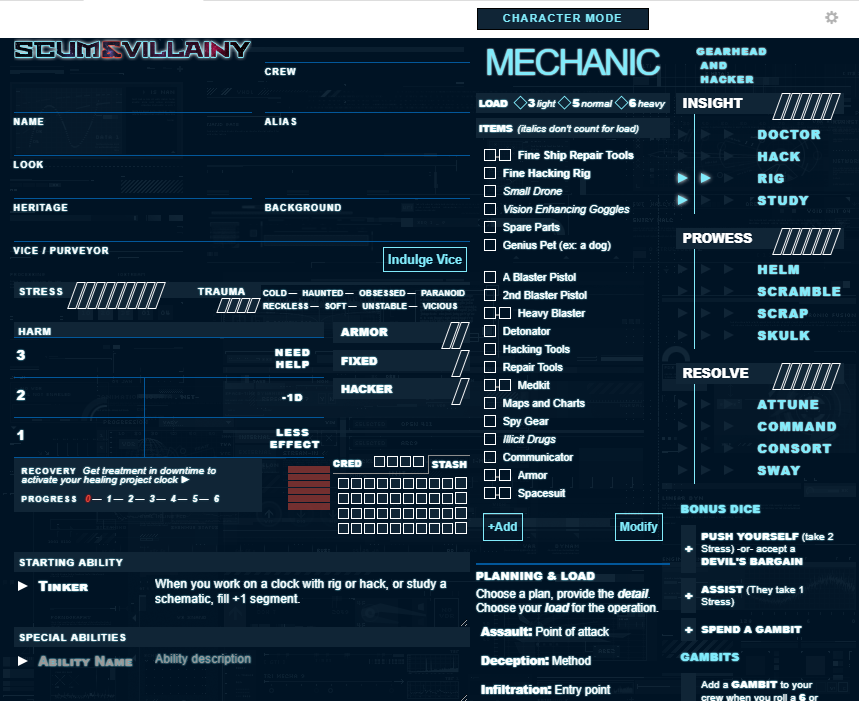 CHARACTER MODE
SCUM&VILLAINY
CREW
NAME
ALIAS
LOOK
HERITAGE
BACKGROUND
VICE / PURVEYOR
Indulge Vice
STRESS
TRAUMA
COLD — HAUNTED — OBSESSED — PARANOID
RECKLESS — SOFT — UNSTABLE — VICIOUS
HARM
3
NEED
HELP
2
-1D
1
LESS
EFFECT
ARMOR
FIXED
HACKER
RECOVERY Get treatment in downtime to
activate your healing project clock ▶
PROGRESS 0— 1 — 2 — 3 — 4 — 5 — 6
CRED
STASH
STARTING ABILITY
TINKER
When you work on a clock with rig or hack, or study a
schematic, fill +1 segment.
SPECIAL ABILITIES
ABILITY NAME
Ability description
MECHANIC
GEARHEAD
AND
HACKER
LOAD 3 light 5 normal 6 heavy
ITEMS (italics don't count for load)
Fine Ship Repair Tools
Fine Hacking Rig
Small Drone
Vision Enhancing Goggles
Spare Parts
Genius Pet (ex: a dog)
A Blaster Pistol
2nd Blaster Pistol
Heavy Blaster
Detonator
Hacking Tools
Repair Tools
Medkit
Maps and Charts
Spy Gear
Illicit Drugs
Communicator
Armor
Spacesuit
+Add
Modify
PLANNING & LOAD
Choose a plan, provide the detail.
Choose your load for the operation.
Assault: Point of attack
Deception: Method
Infiltration: Entry point
INSIGHT
DOCTOR
HACK
RIG
STUDY
PROWESS
HELM
SCRAMBLE
SCRAP
SKULK
RESOLVE
ATTUNE
COMMAND
CONSORT
SWAY
BONUS DICE
+ PUSH YOURSELF (take 2
Stress) -or- accept a
DEVIL'S BARGAIN
+ ASSIST (They take 1
Stress)
+ SPEND A GAMBIT
GAMBITS
Add a GAMBIT to your
crew when you roll a 6 or